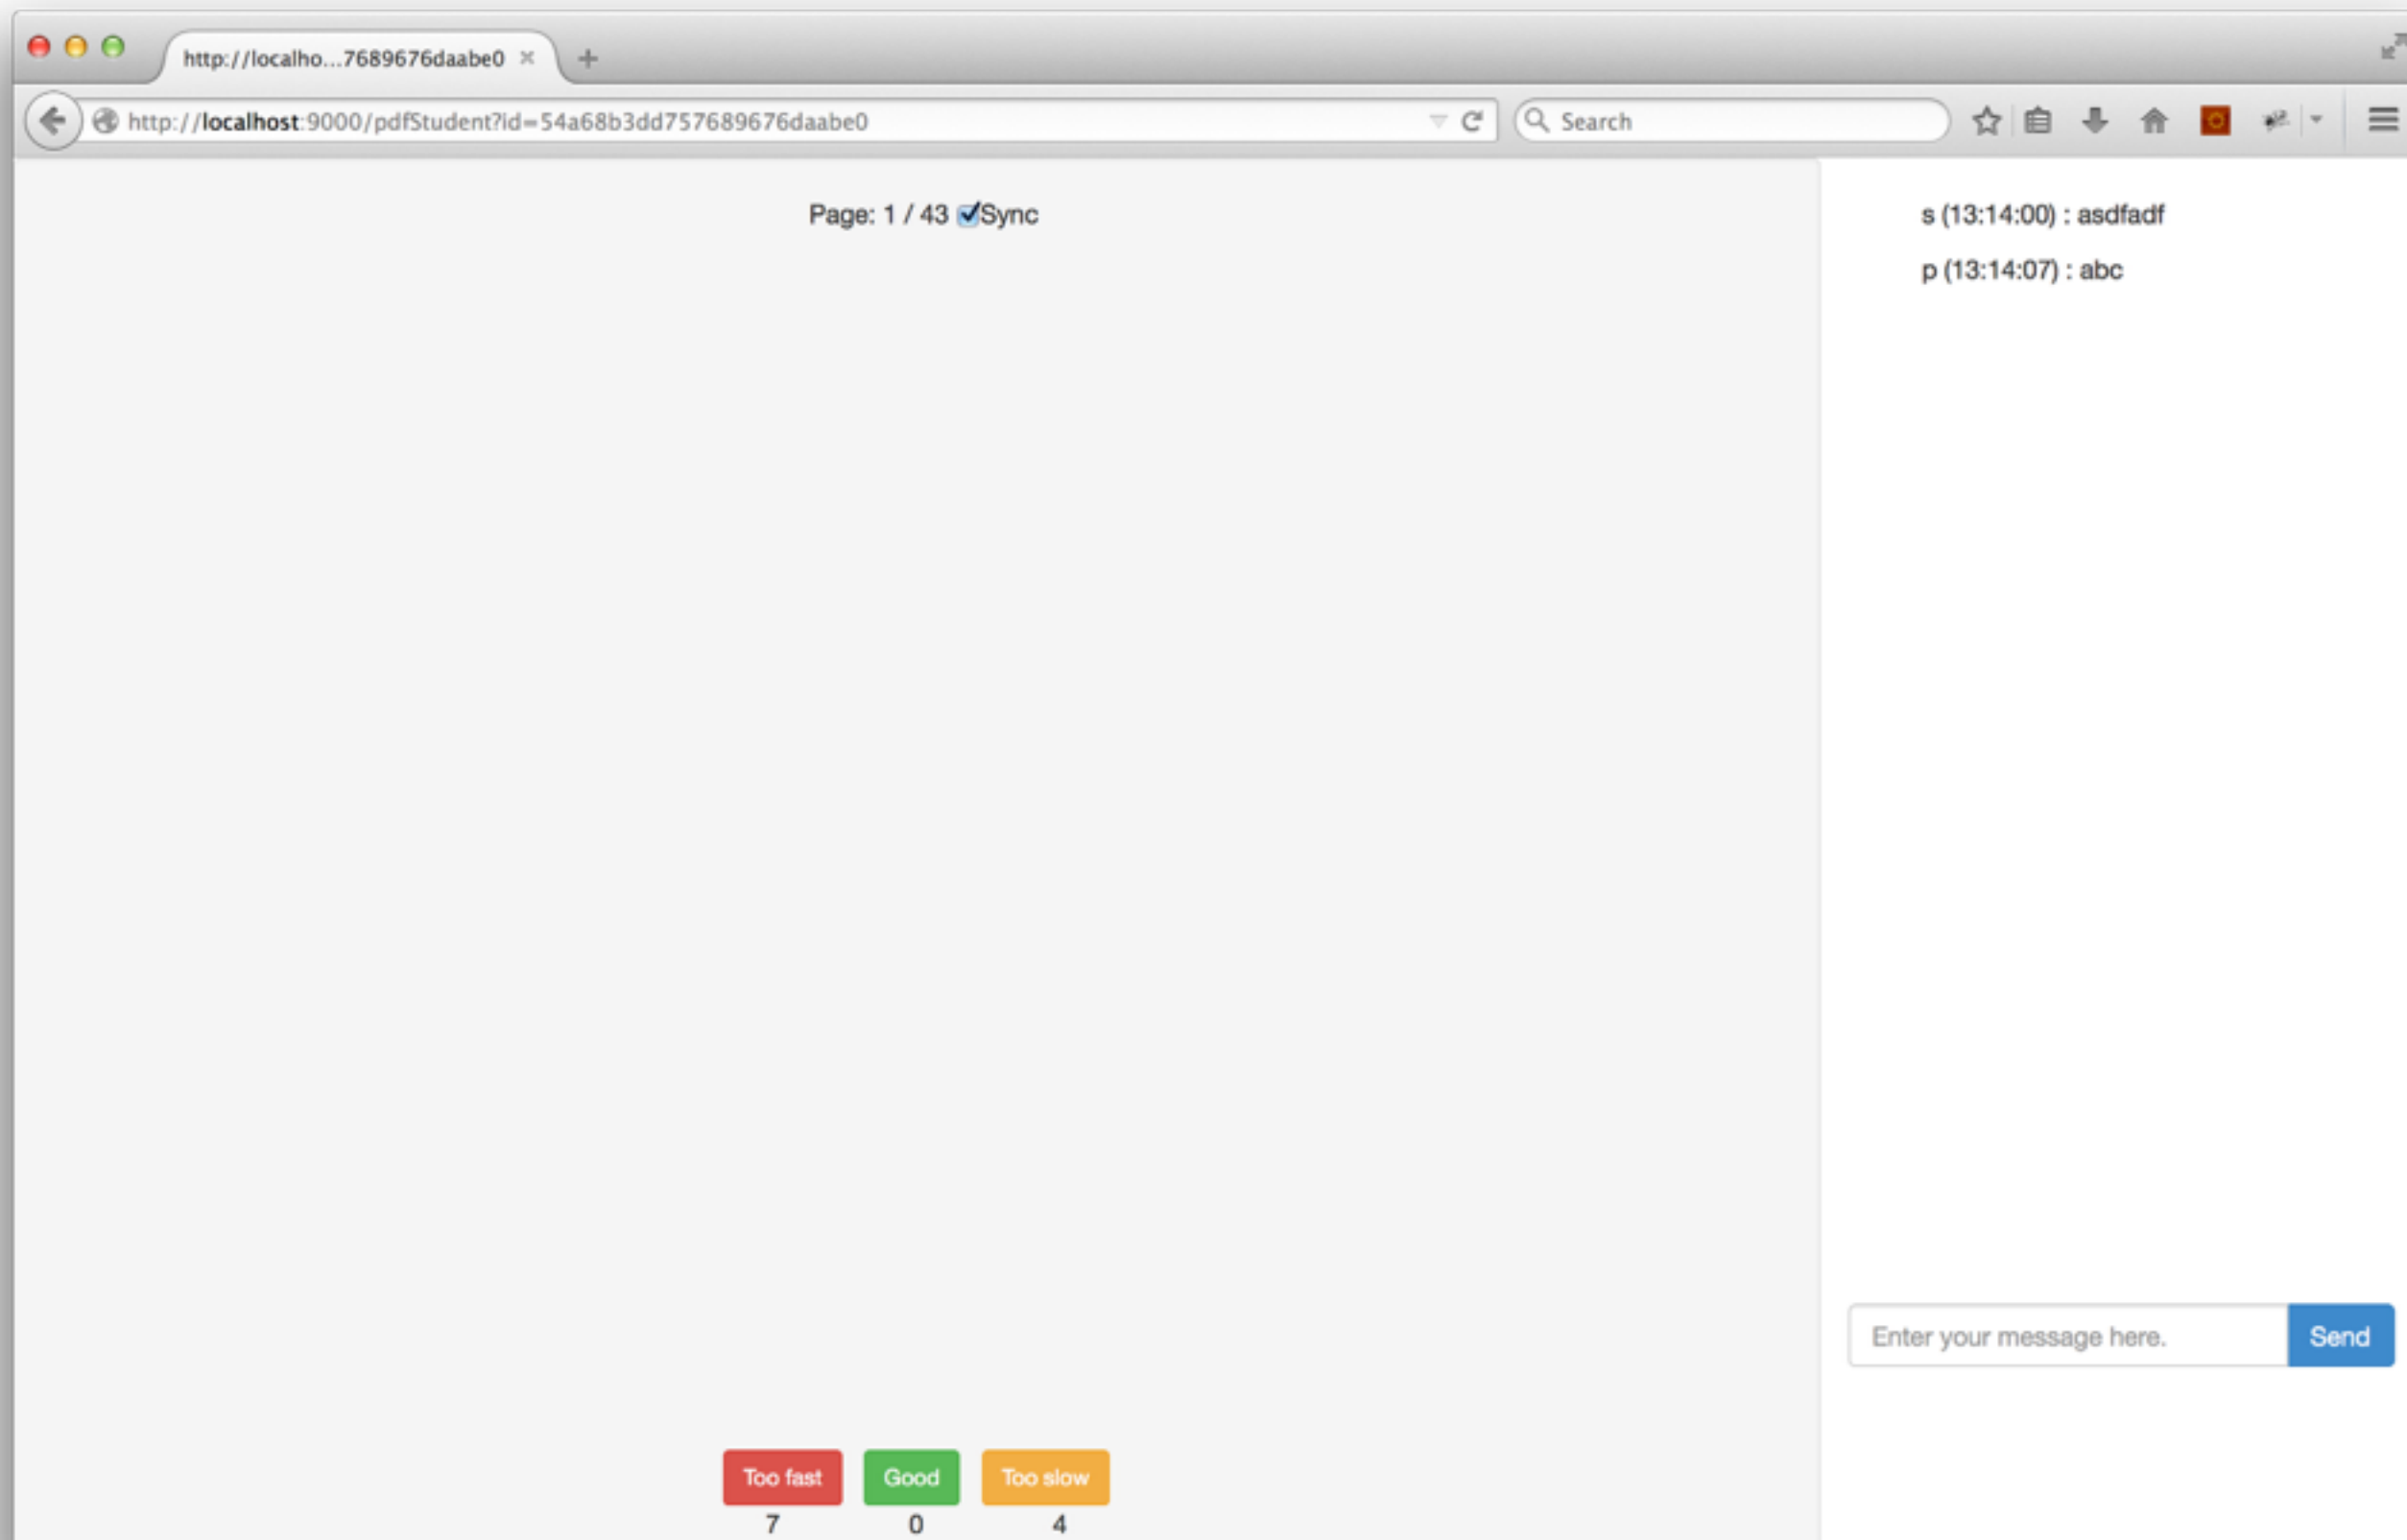 http://localho...7689676daabe0
http://localhost:9000/pdfStudent?id=54a68b3dd757689676daabe0
Search
Page: 1 / 43 Sync
s (13:14:00) : asdfadf
p (13:14:07) : abc
Enter your message here.
Send
Too fast Good Too slow
7 0 4